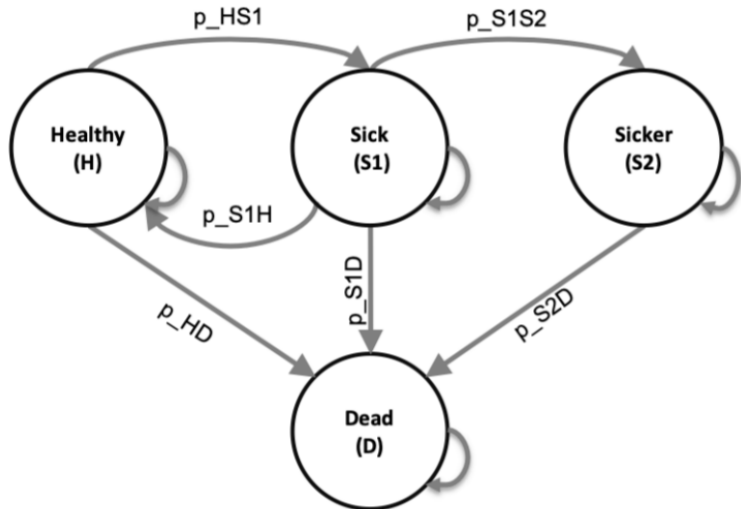 p_HS1
p_S1S2
Healthy
(H)
Sick
(S1)
Sicker
(S2)
p_S1H
p_HD
p_S1D
p_S2D
Dead
(D)